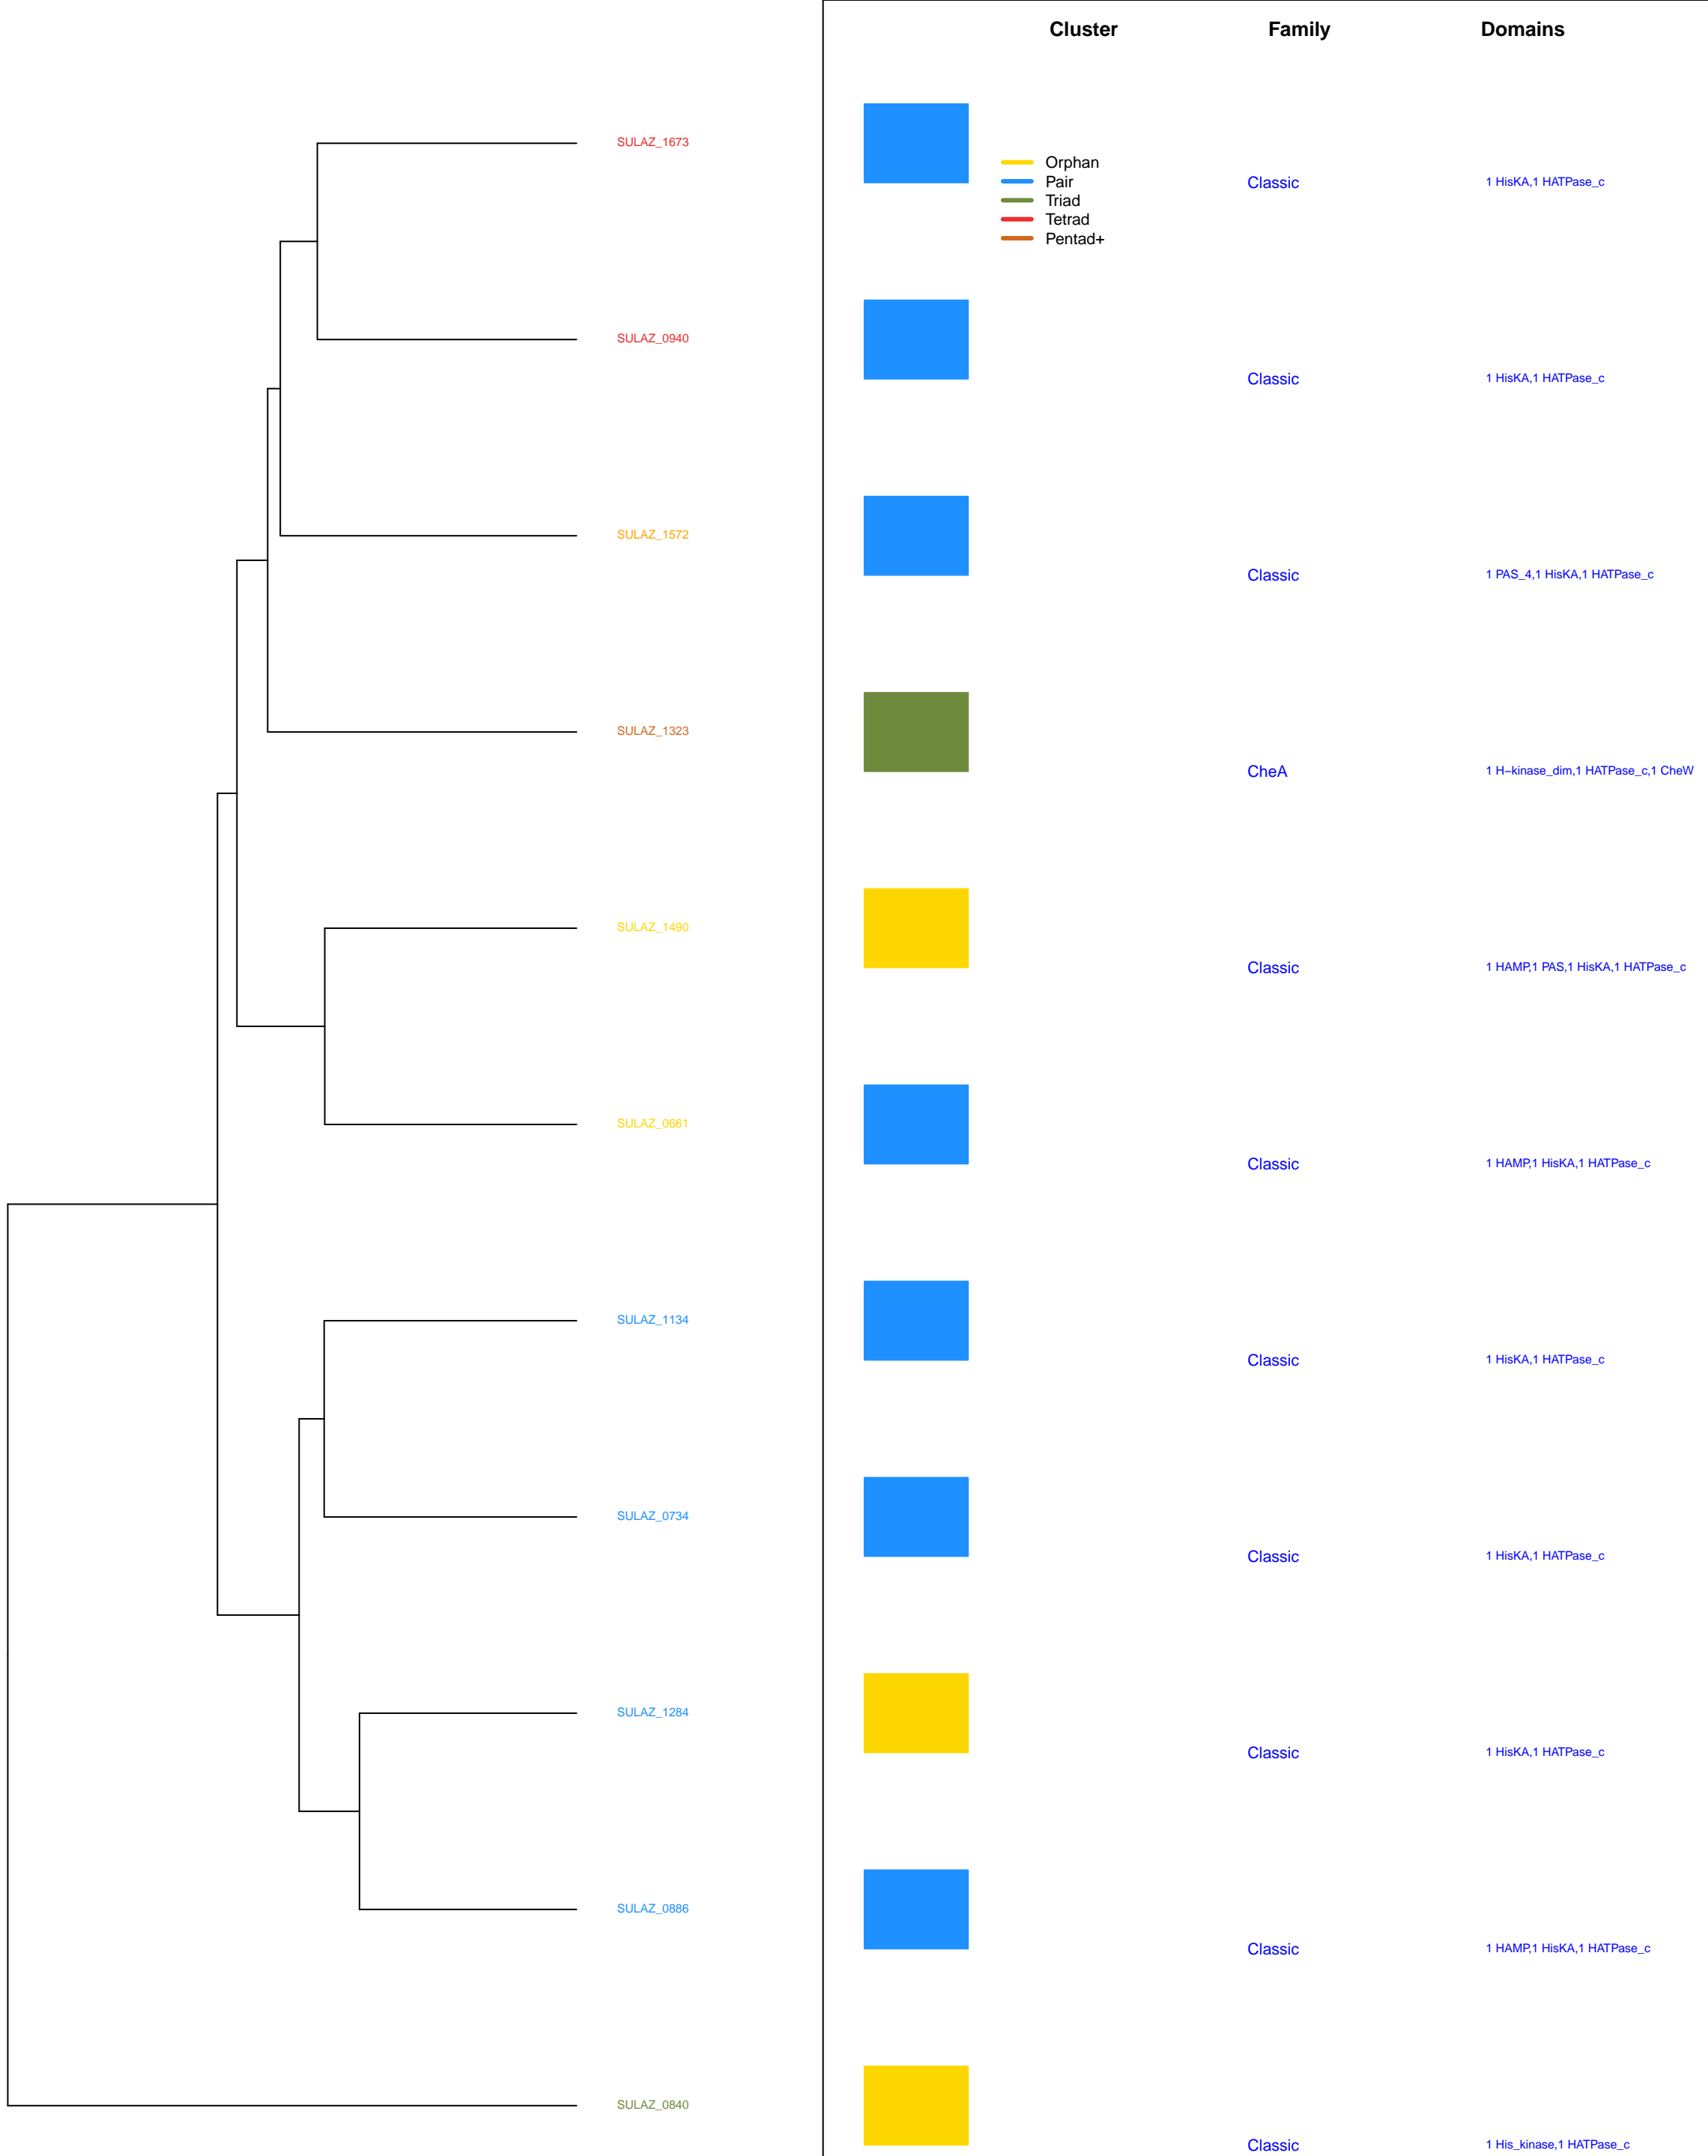 Cluster Family Domains
SULAZ_1673
Orphan
Pair
Triad
Tetrad
Pentad+
Classic 1 HisKA,1 HATPase_c
SULAZ_0940
Classic 1 HisKA,1 HATPase_c
SULAZ_1572
Classic 1 PAS_4,1 HisKA,1 HATPase_c
SULAZ_1323
CheA 1 H−kinase_dim,1 HATPase_c,1 CheW
SULAZ_1490
Classic 1 HAMP,1 PAS,1 HisKA,1 HATPase_c
SULAZ_0661
Classic 1 HAMP,1 HisKA,1 HATPase_c
SULAZ_1134
Classic 1 HisKA,1 HATPase_c
SULAZ_0734
Classic 1 HisKA,1 HATPase_c
SULAZ_1284
Classic 1 HisKA,1 HATPase_c
SULAZ_0886
Classic 1 HAMP,1 HisKA,1 HATPase_c
SULAZ_0840
Classic 1 His_kinase,1 HATPase_c